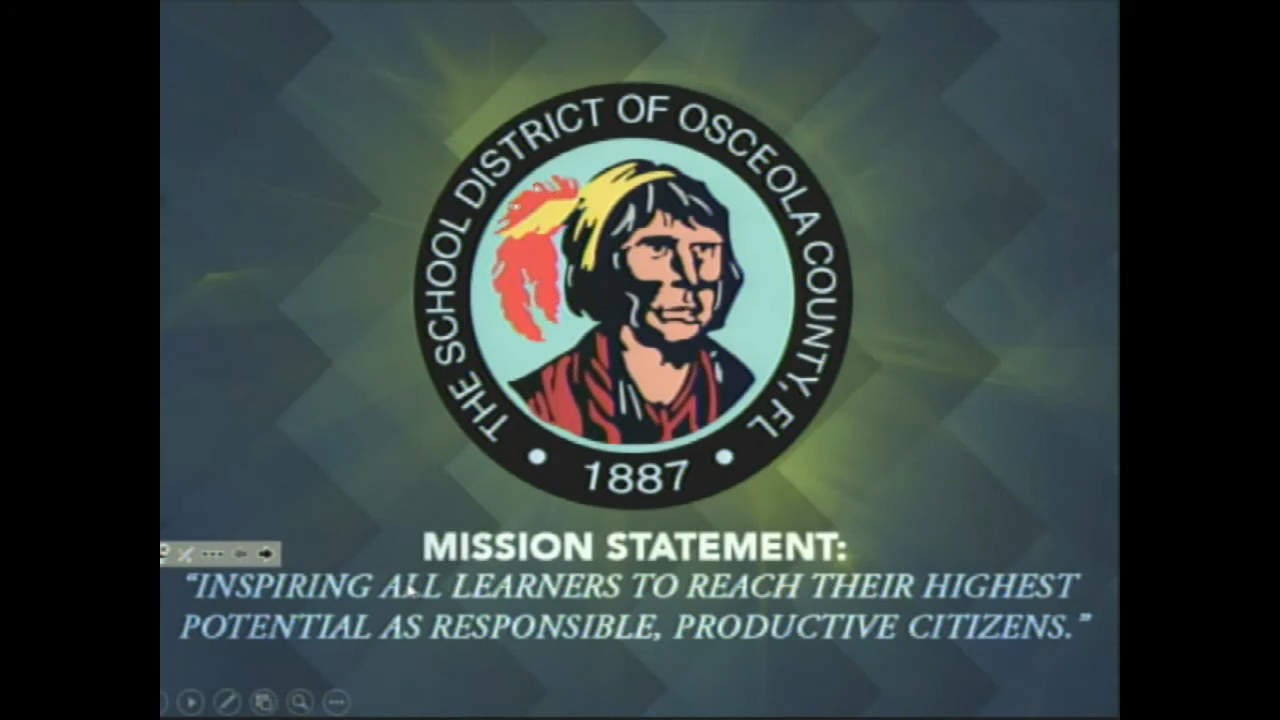 THE SCHOOL DISTRICT OF OSCEOLA COUNTY, FL
1887
MISSION STATEMENT:
“INSPIRING ALL LEARNERS TO REACH THEIR HIGHEST
POTENTIAL AS RESPONSIBLE, PRODUCTIVE CITIZENS.”